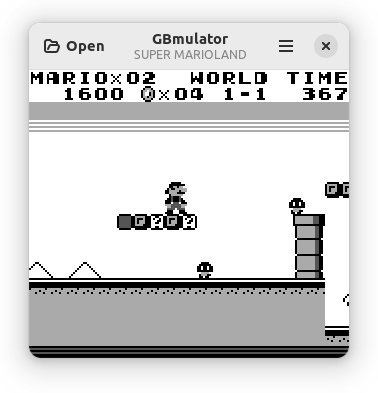 Open
GBmulator
SUPER MARIOLAND
MARIO×02 WORLD TIME
1600 ×04 1-1 367
? ?